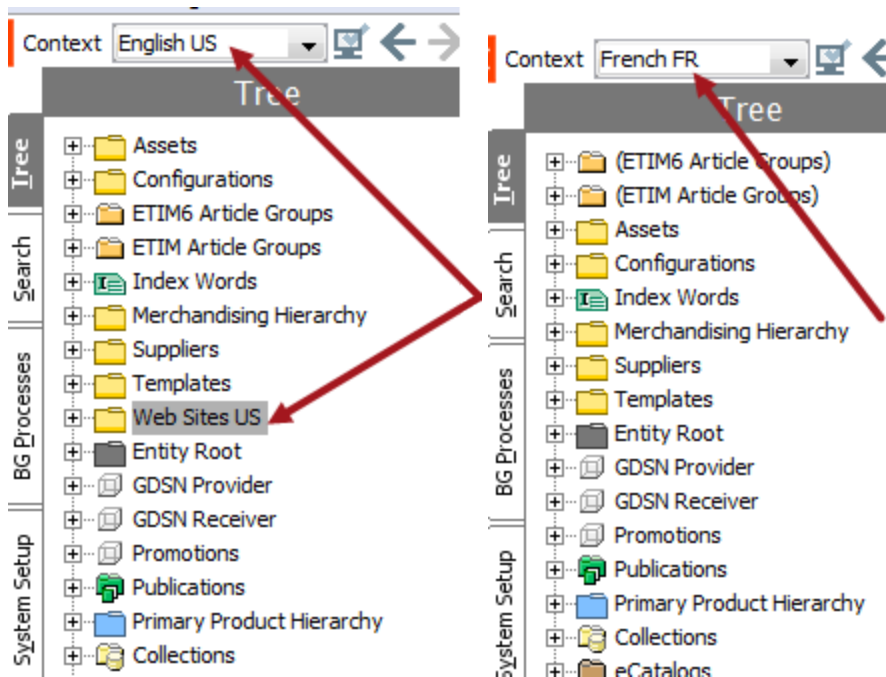 Context English US
Tree
Tree
Search
BG Processes
System Setup
Assets
Configurations
ETIM6 Article Groups
ETIM Article Groups
Index Words
Merchandising Hierarchy
Suppliers
Templates
Web Sites US
Entity Root
GDSN Provider
GDSN Receiver
Promotions
Publications
Primary Product Hierarchy
Collections
Context French FR
Tree
Tree
Search
BG Processes
System Setup
(ETIM6 Article Groups)
(ETIM Article Groups)
Assets
Configurations
Index Words
Merchandising Hierarchy
Suppliers
Templates
Entity Root
GDSN Provider
GDSN Receiver
Promotions
Publications
Primary Product Hierarchy
Collections
eCatalogs